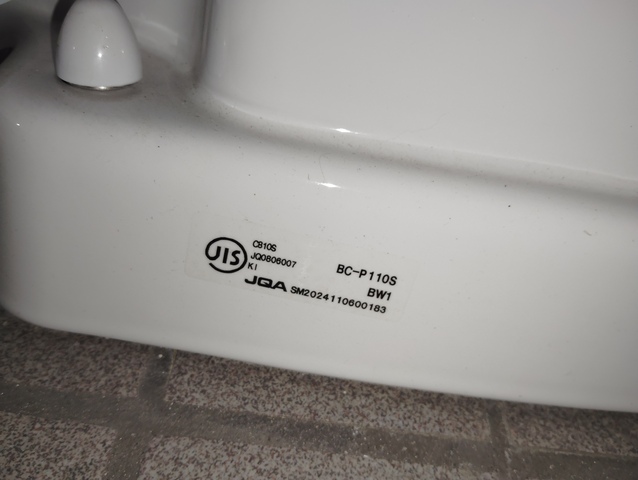 JIS
CB10S
JQ0806007
KI
JQA SM2024110600183
BC-P110S
BW1